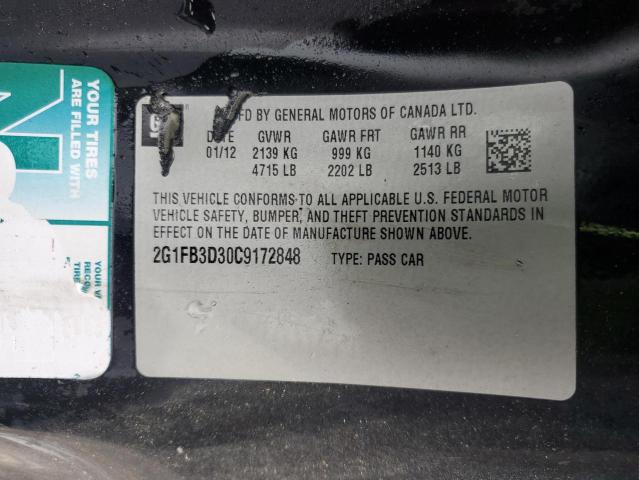 YOUR TIRES
ARE FILLED WITH
MFD BY GENERAL MOTORS OF CANADA LTD.
DATE GVWR GAWR FRT GAWR RR
01/12 2139 KG 999 KG 1140 KG
4715 LB 2202 LB 2513 LB
THIS VEHICLE CONFORMS TO ALL APPLICABLE U.S. FEDERAL MOTOR
VEHICLE SAFETY, BUMPER, AND THEFT PREVENTION STANDARDS IN
EFFECT ON THE DATE OF MANUFACTURE SHOWN ABOVE.
2G1FB3D30C9172848 TYPE: PASS CAR